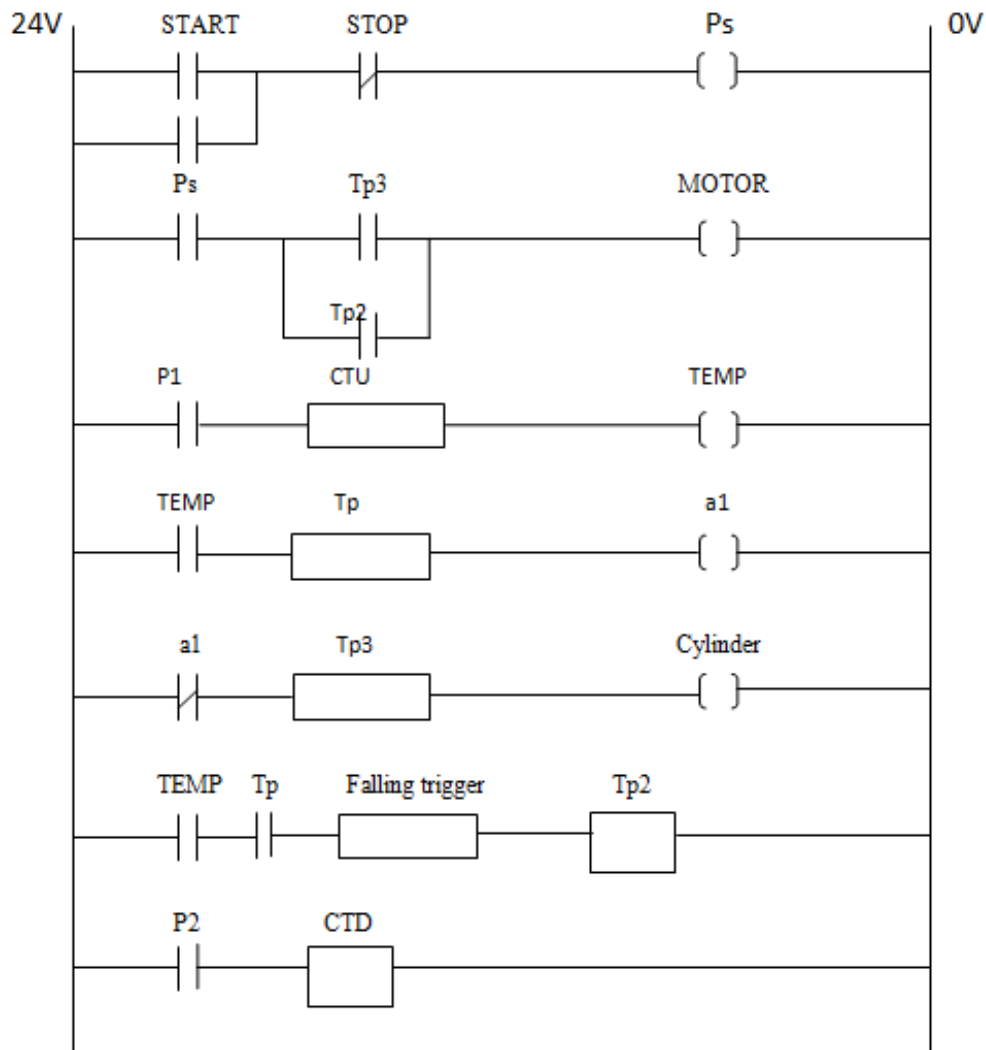 24V START STOP Ps 0V
Ps Tp3 MOTOR
Tp2
P1 CTU TEMP
TEMP Tp a1
a1 Tp3 Cylinder
TEMP Tp Falling trigger Tp2
P2 CTD